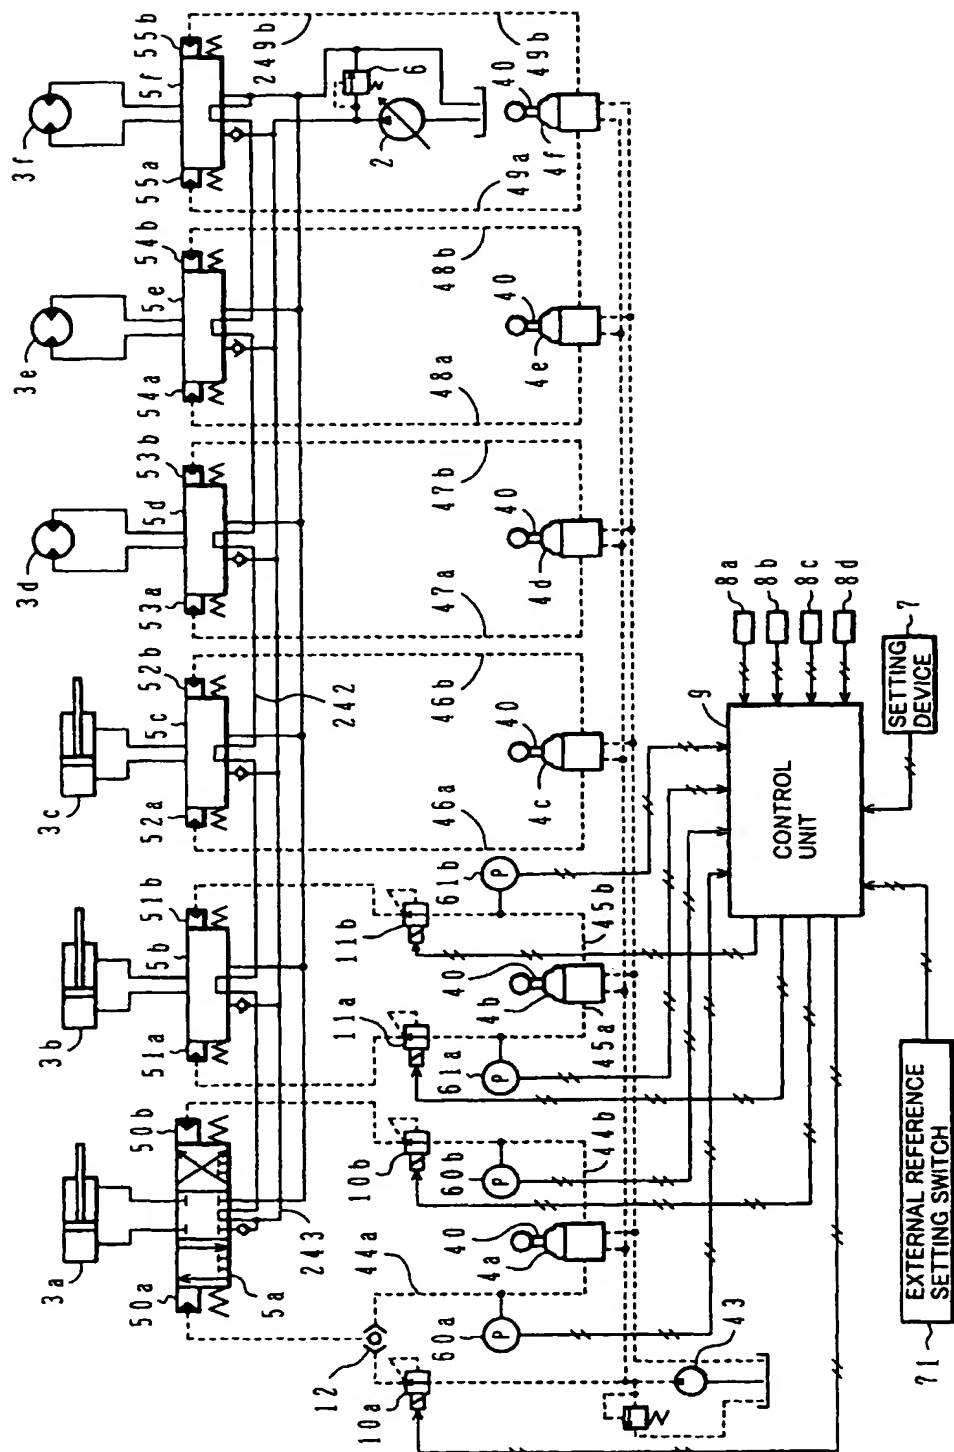 3f
3e
3d
3c
3b
3a
55b
5f
55a
54b
5e
54a
53b
5d
53a
52b
5c
52a
51b
5b
51a
50b
5a
50a
249b
49b
6
2
49a
40
4f
48b
48a
40
4e
47b
47a
40
4d
242
46b
46a
40
4c
61b
11b
45b
40
4b
45a
11a
61a
10b
60b
44b
243
44a
40
4a
12
60a
10a
43
8a
8b
8c
8d
7
SETTING
DEVICE
9
CONTROL
UNIT
EXTERNAL REFERENCE
SETTING SWITCH
71
P
P
P
P